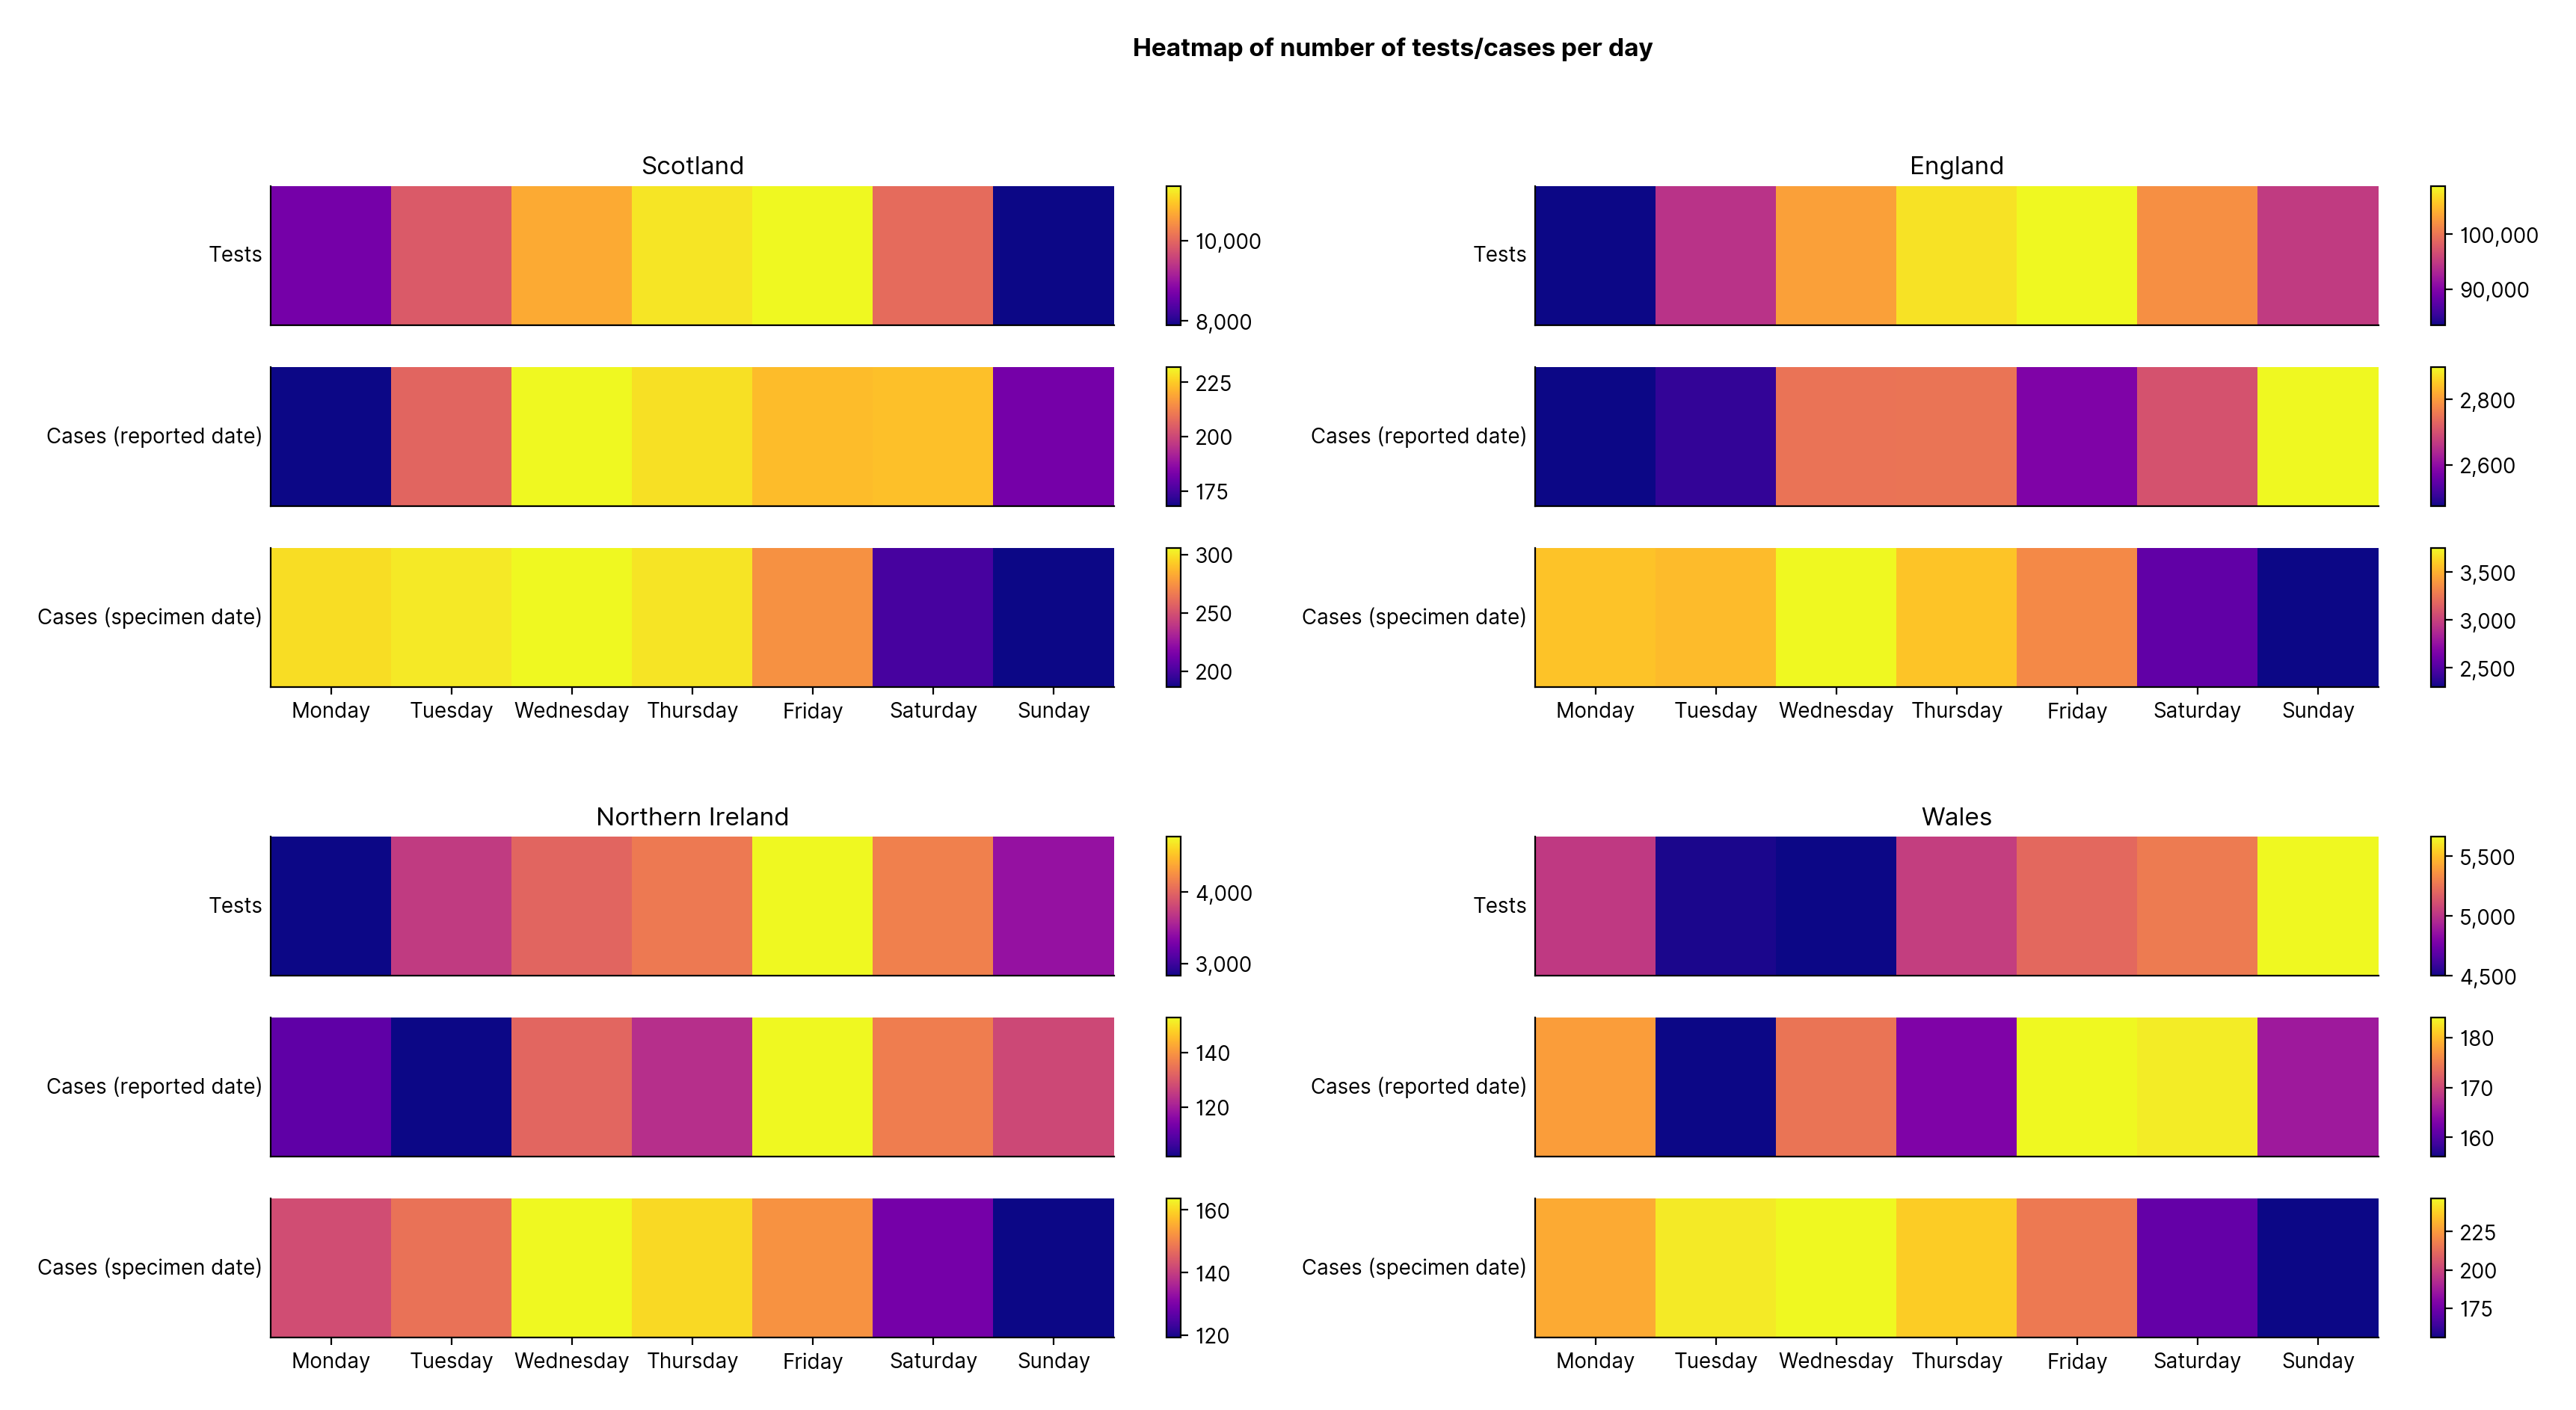 Heatmap of number of tests/cases per day
Scotland
Tests
10,000
8,000
Cases (reported date)
225
200
175
Cases (specimen date)
300
250
200
Monday Tuesday Wednesday Thursday Friday Saturday Sunday
England
Tests
100,000
90,000
Cases (reported date)
2,800
2,600
Cases (specimen date)
3,500
3,000
2,500
Monday Tuesday Wednesday Thursday Friday Saturday Sunday
Northern Ireland
Tests
4,000
3,000
Cases (reported date)
140
120
Cases (specimen date)
160
140
120
Monday Tuesday Wednesday Thursday Friday Saturday Sunday
Wales
Tests
5,500
5,000
4,500
Cases (reported date)
180
170
160
Cases (specimen date)
225
200
175
Monday Tuesday Wednesday Thursday Friday Saturday Sunday